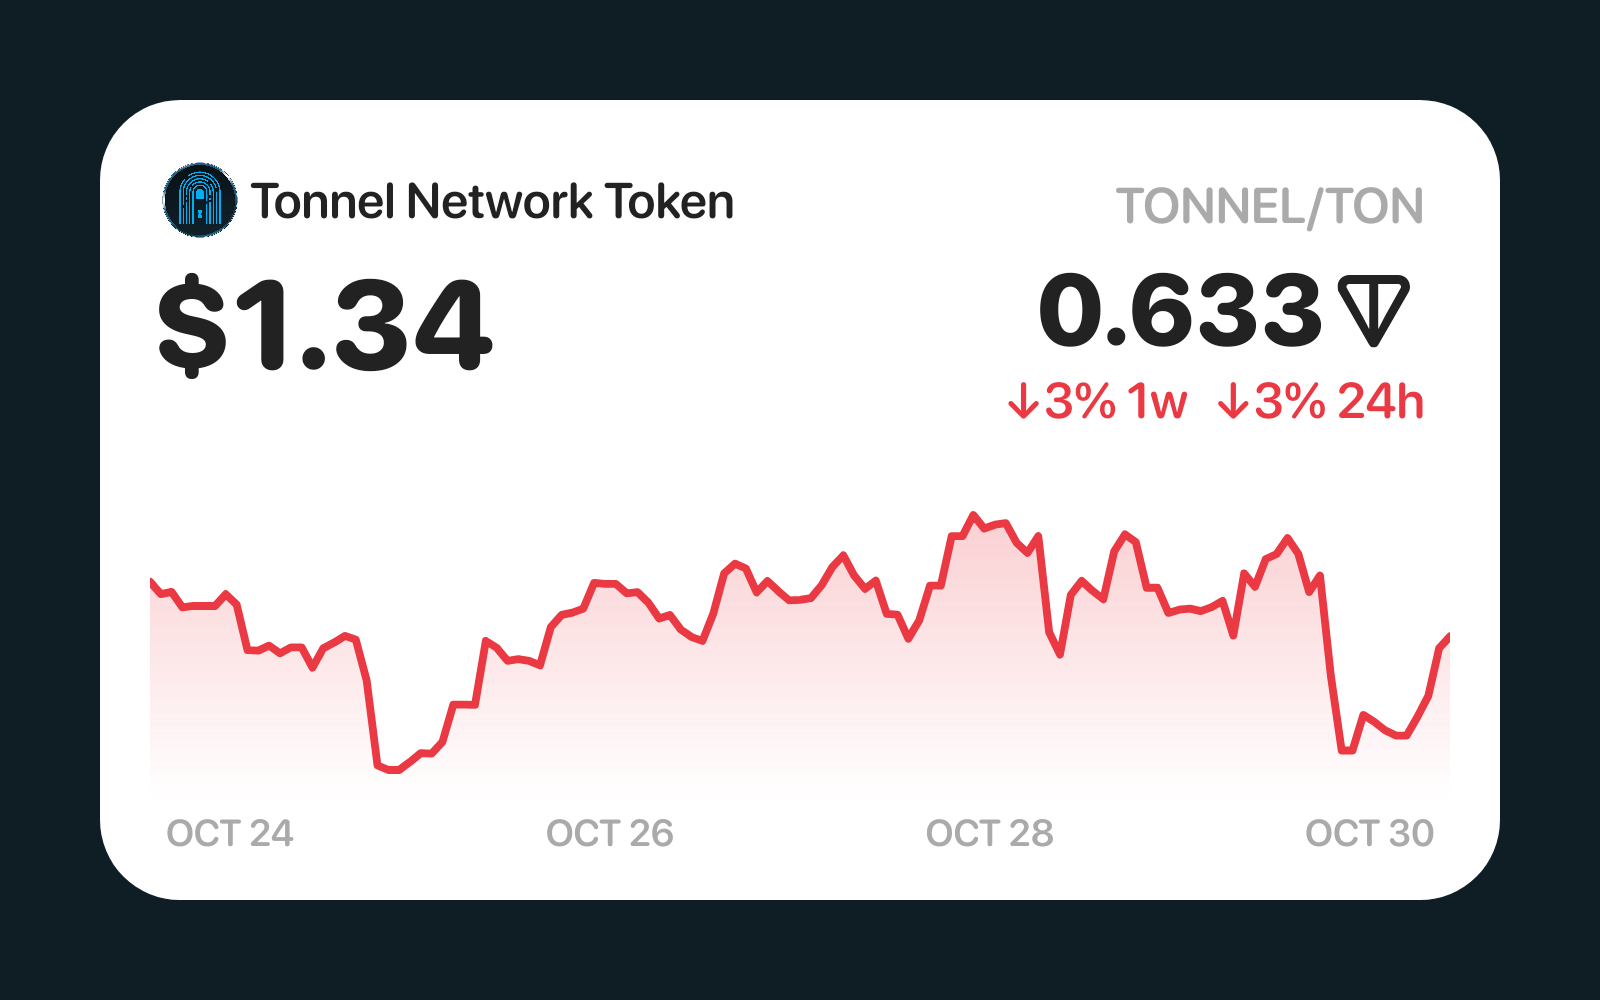 Tonnel Network Token
TONNEL/TON
$1.34
0.633
↓3% 1w ↓3% 24h
OCT 24 OCT 26 OCT 28 OCT 30